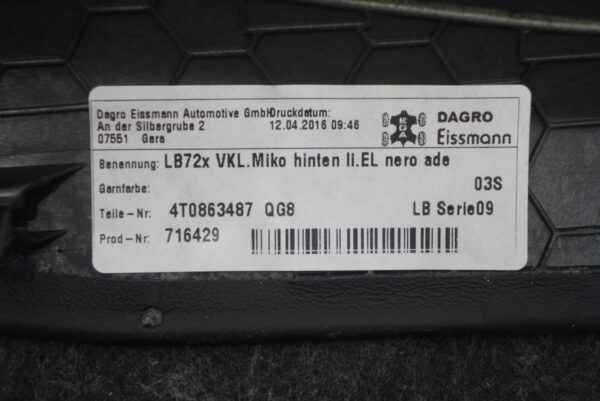 Dagro Eissmann Automotive GmbH Druckdatum:
An der Silbergrube 2 12.04.2016 09:46
07551 Gera
EGA
DAGRO
Eissmann
Benennung: LB72x VKL.Miko hinten li.EL nero ade
Garnfarbe: 03S
Teile-Nr: 4T0863487 QG8 LB Serie09
Prod-Nr: 716429